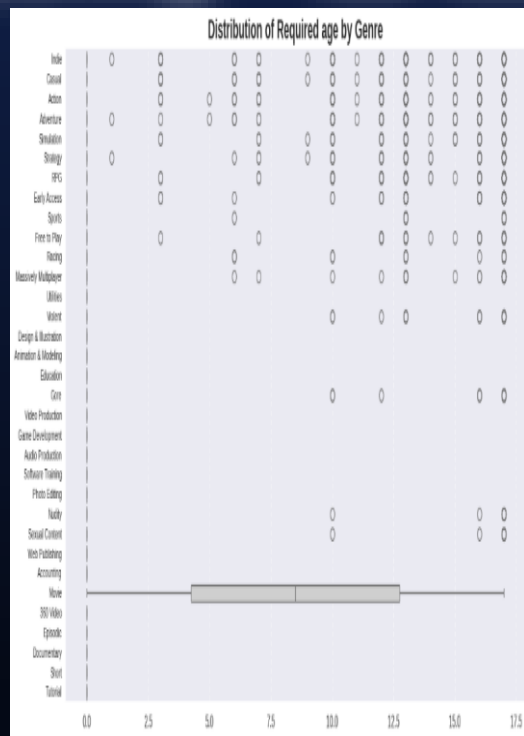 Distribution of Required age by Genre
Indie
Casual
Action
Adventure
Simulation
Strategy
RPG
Early Access
Sports
Free to Play
Racing
Massively Multiplayer
Utilities
Violent
Design & Illustration
Animation & Modeling
Education
Gore
Video Production
Game Development
Audio Production
Software Training
Photo Editing
Nudity
Sexual Content
Web Publishing
Accounting
Movie
360 Video
Episodic
Documentary
Short
Tutorial
0.0 2.5 5.0 7.5 10.0 12.5 15.0 17.5